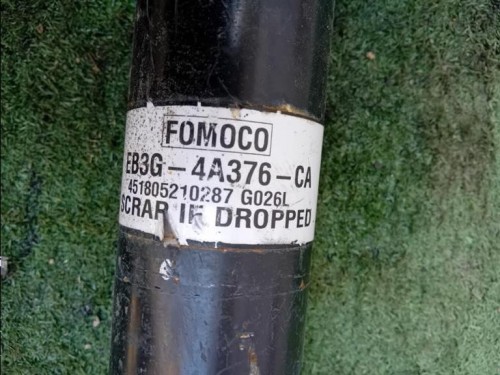 FOMOCO
EB3G-4A376-CA
451805210287 G026L
SCRAP IF DROPPED